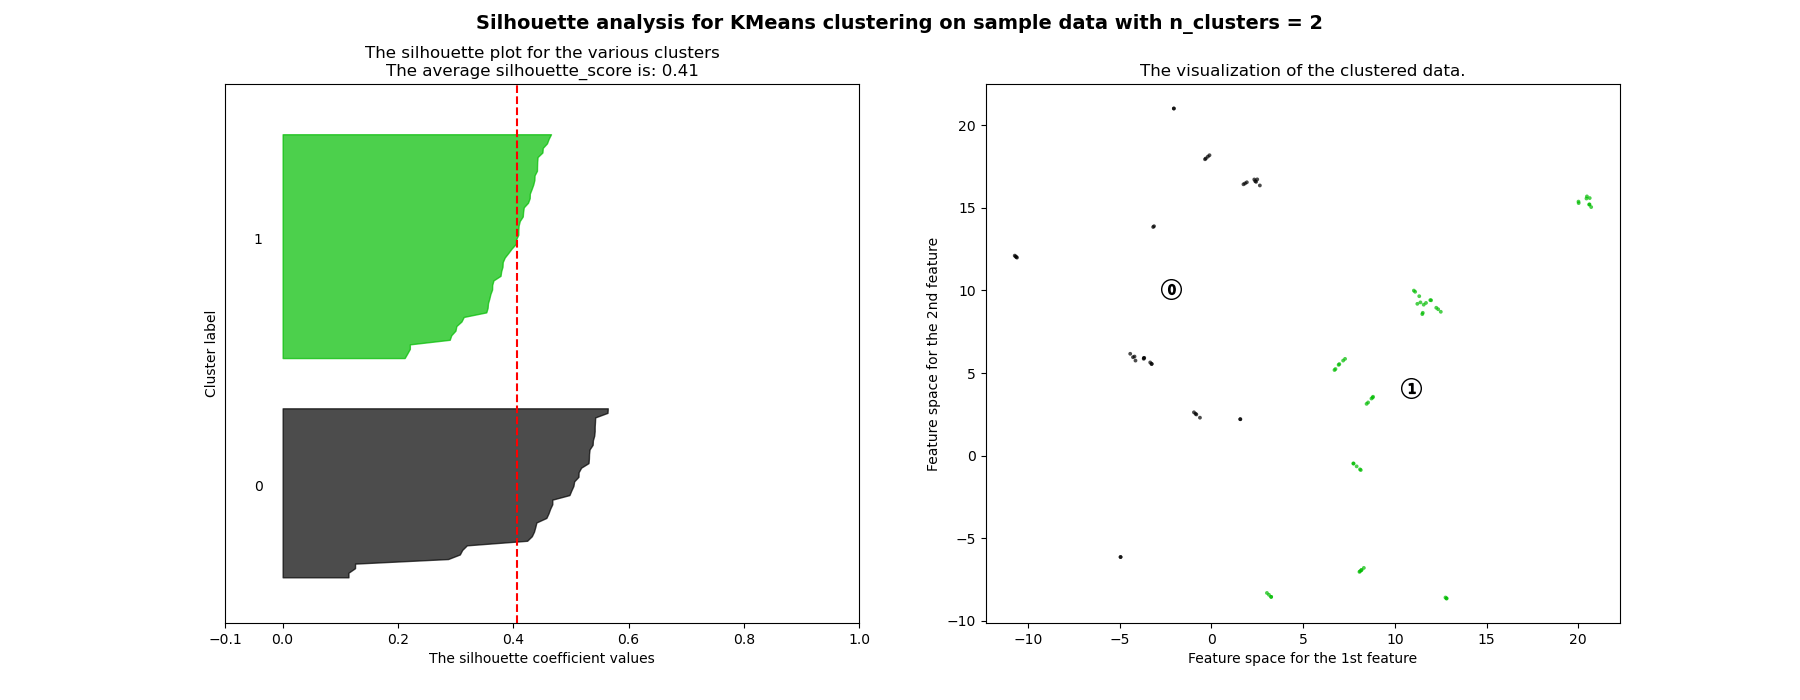 Silhouette analysis for KMeans clustering on sample data with n_clusters = 2
The silhouette plot for the various clusters
The average silhouette_score is: 0.41
1
0
Cluster label
−0.1 0.0 0.2 0.4 0.6 0.8 1.0
The silhouette coefficient values
The visualization of the clustered data.
20
15
10
5
0
−5
−10
Feature space for the 2nd feature
0
1
−10 −5 0 5 10 15 20
Feature space for the 1st feature